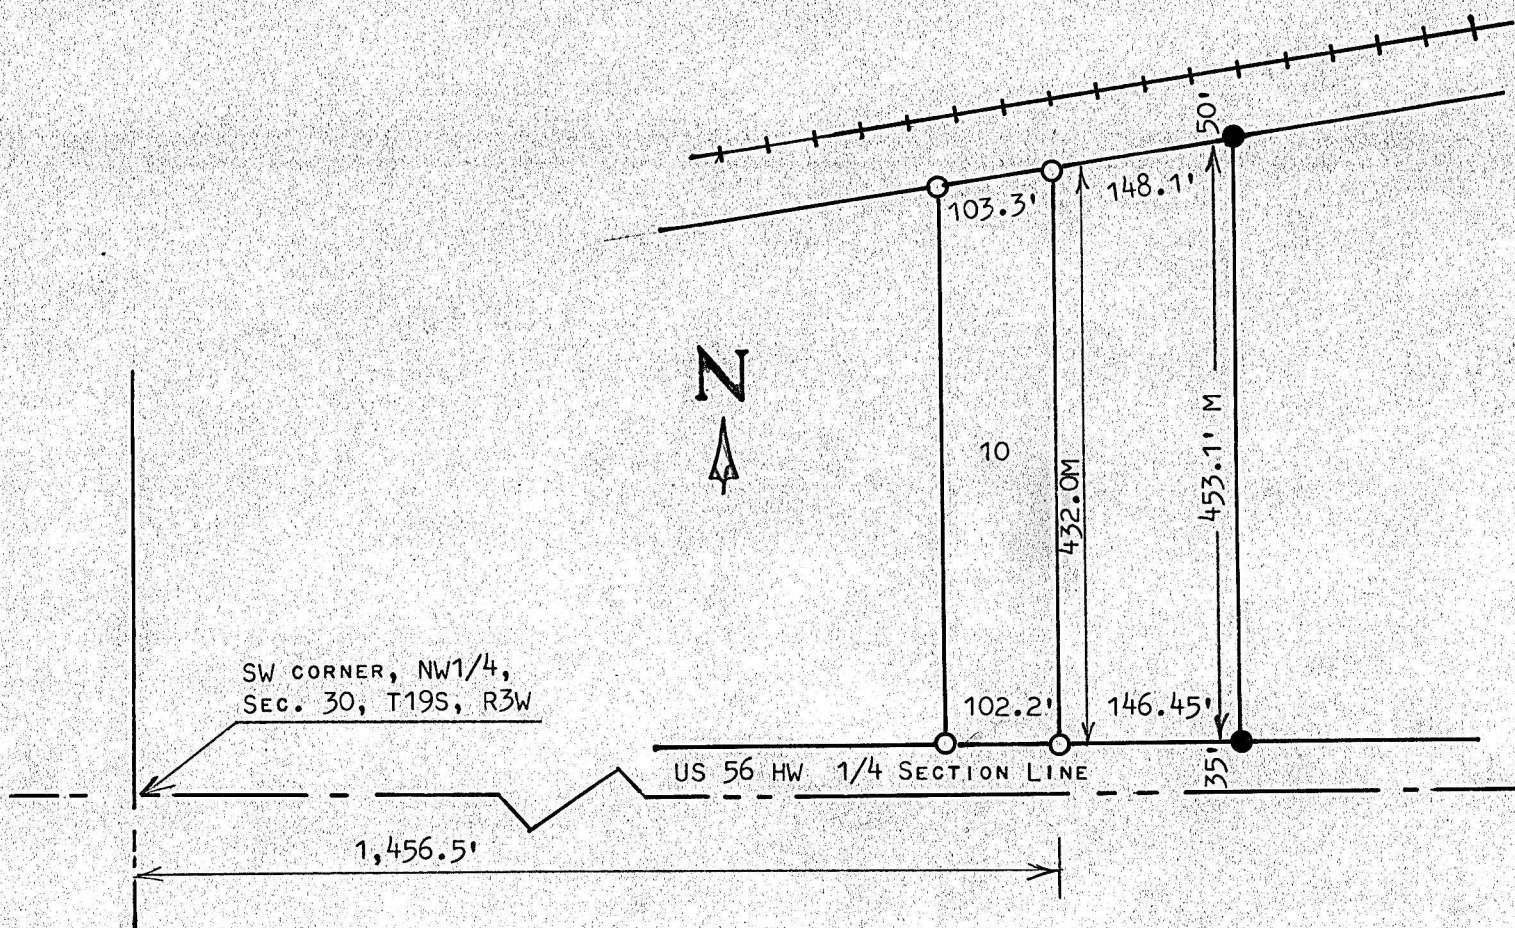 50'
103.3'
148.1'
N
10
432.0M
453.1' M
SW CORNER, NW1/4,
SEC. 30, T19S, R3W
102.2'
146.45'
US 56 HW 1/4 SECTION LINE
35'
1,456.5'